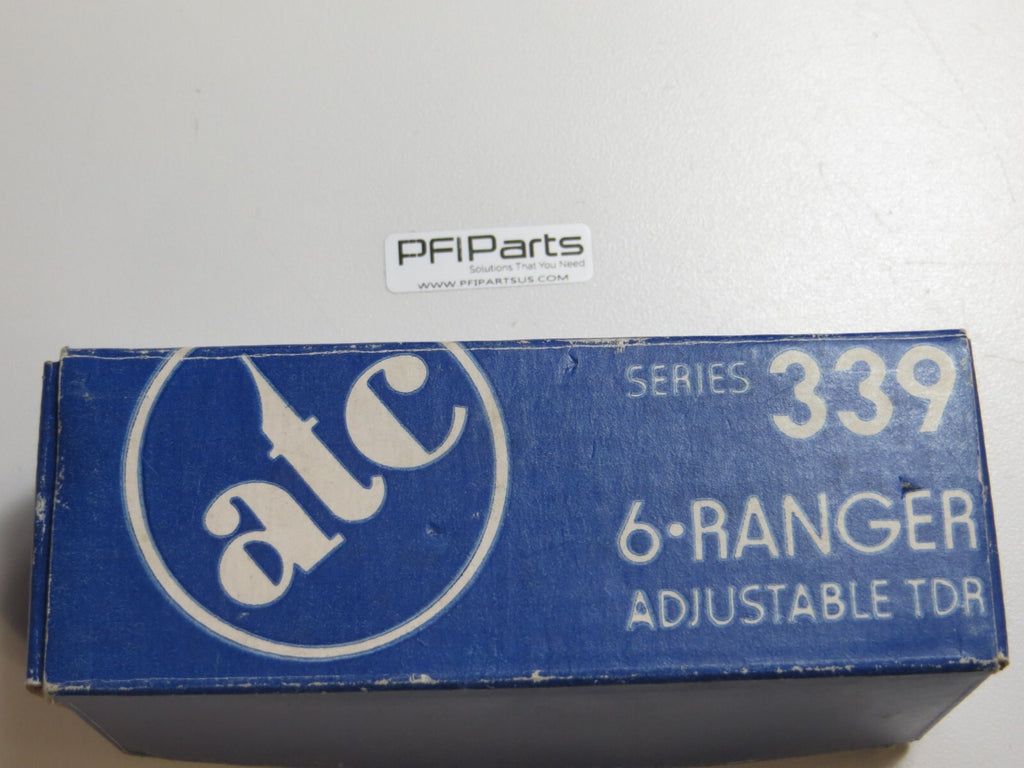 PFIParts
Solutions That You Need
WWW.PFIPARTSUS.COM
atc
SERIES 339
6·RANGER
ADJUSTABLE TDR